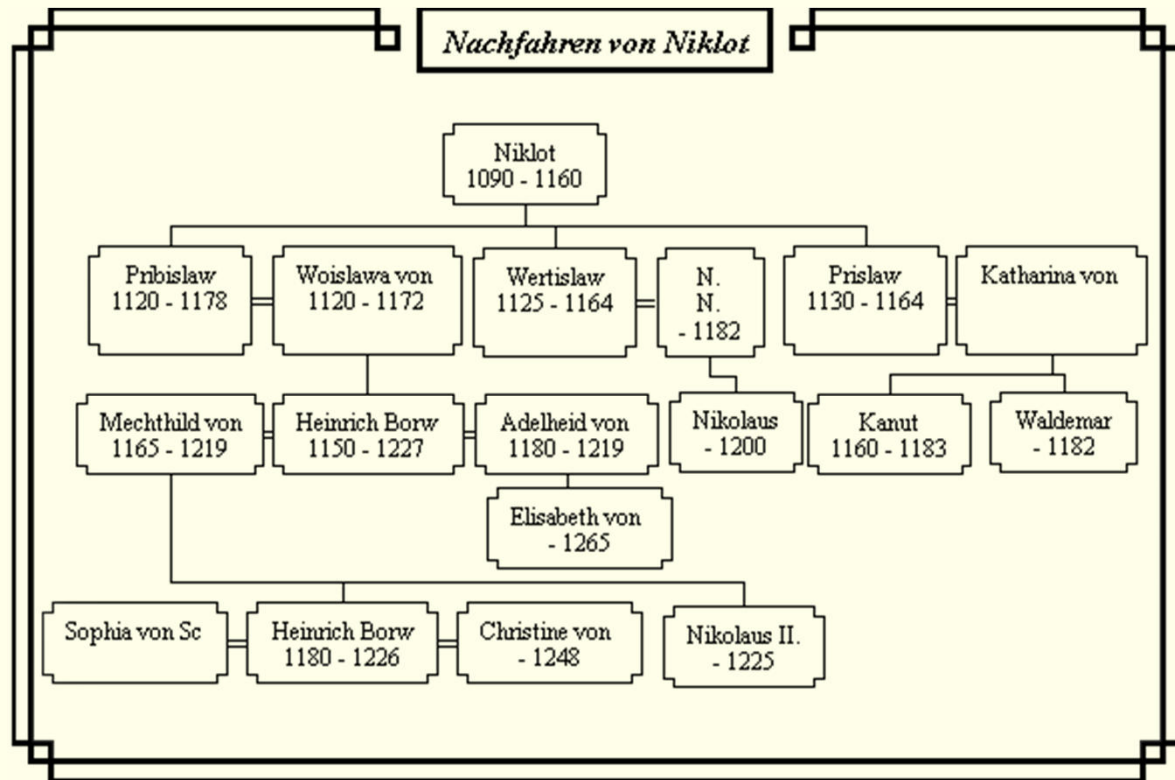 Nachfahren von Niklot
Niklot
1090 - 1160
Pribislaw
1120 - 1178
Woislawa von
1120 - 1172
Wertislaw
1125 - 1164
N.
N.
- 1182
Prislaw
1130 - 1164
Katharina von
Mechthild von
1165 - 1219
Heinrich Borw
1150 - 1227
Adelheid von
1180 - 1219
Nikolaus
- 1200
Kanut
1160 - 1183
Waldemar
- 1182
Elisabeth von
- 1265
Sophia von Sc
Heinrich Borw
1180 - 1226
Christine von
- 1248
Nikolaus II.
- 1225